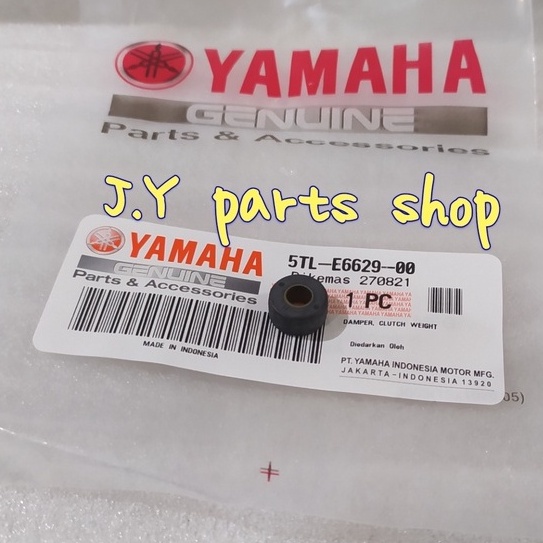 YAMAHA
GENUINE
Parts & Accessories
J.Y parts shop
YAMAHA
GENUINE
Parts & Accessories
MADE IN INDONESIA
5TL-E6629-00
Dikemas 270821
1 PC
DAMPER, CLUTCH WEIGHT
Diedarkan Oleh
PT. YAMAHA INDONESIA MOTOR MFG.
JAKARTA-INDONESIA 13920
05)